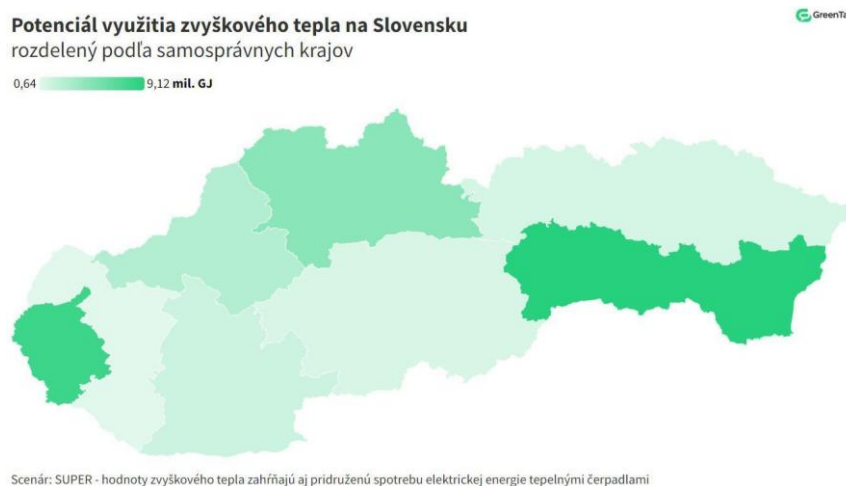 Potenciál využitia zvyškového tepla na Slovensku
rozdelený podľa samosprávnych krajov
0,64 9,12 mil. GJ
Scenár: SUPER - hodnoty zvyškového tepla zahŕňajú aj pridruženú spotrebu elektrickej energie tepelnými čerpadlami